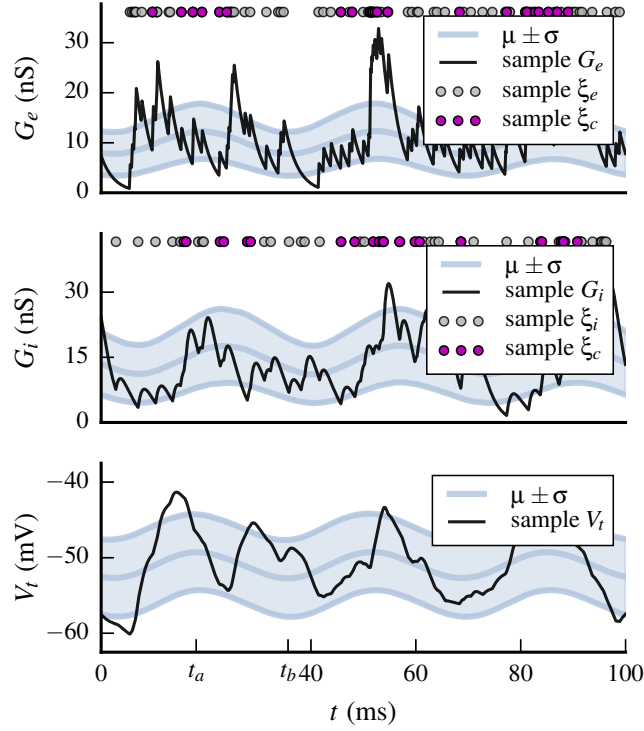 30
20
10
0
G_e (nS)
μ ± σ
sample G_e
sample ξ_e
sample ξ_c
30
15
0
G_i (nS)
μ ± σ
sample G_i
sample ξ_i
sample ξ_c
−40
−50
−60
V_t (mV)
μ ± σ
sample V_t
0 t_a t_b 40 60 80 100
t (ms)